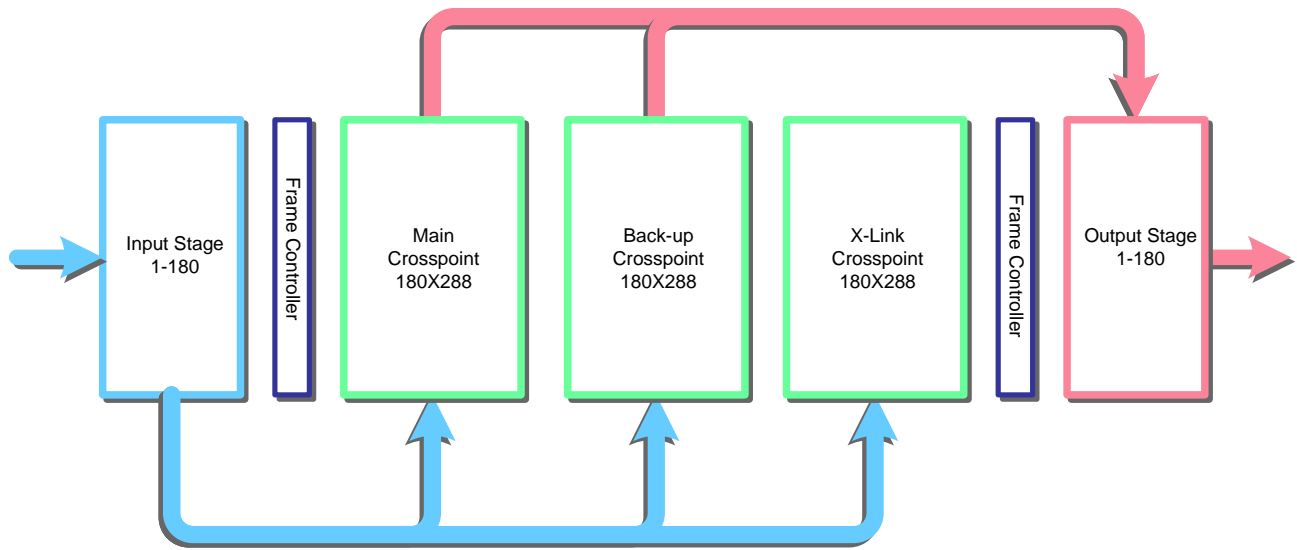 Input Stage
1-180
Frame Controller
Main
Crosspoint
180X288
Back-up
Crosspoint
180X288
X-Link
Crosspoint
180X288
Frame Controller
Output Stage
1-180